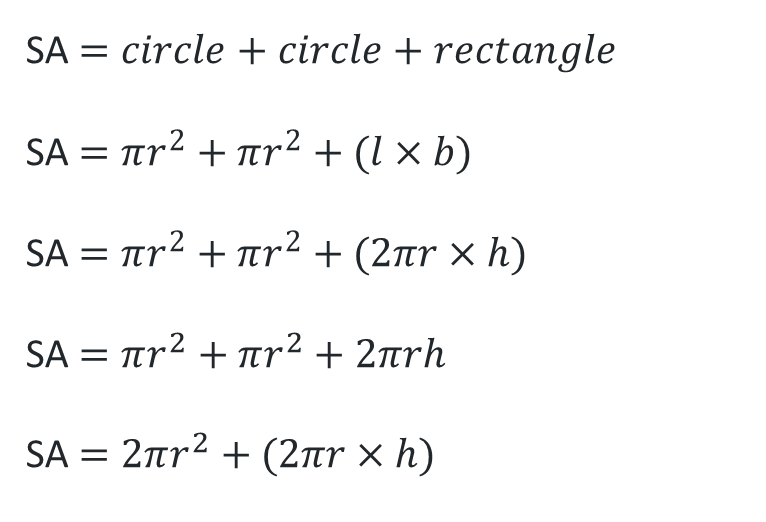 SA = circle + circle + rectangle
SA = πr² + πr² + (l × b)
SA = πr² + πr² + (2πr × h)
SA = πr² + πr² + 2πrh
SA = 2πr² + (2πr × h)